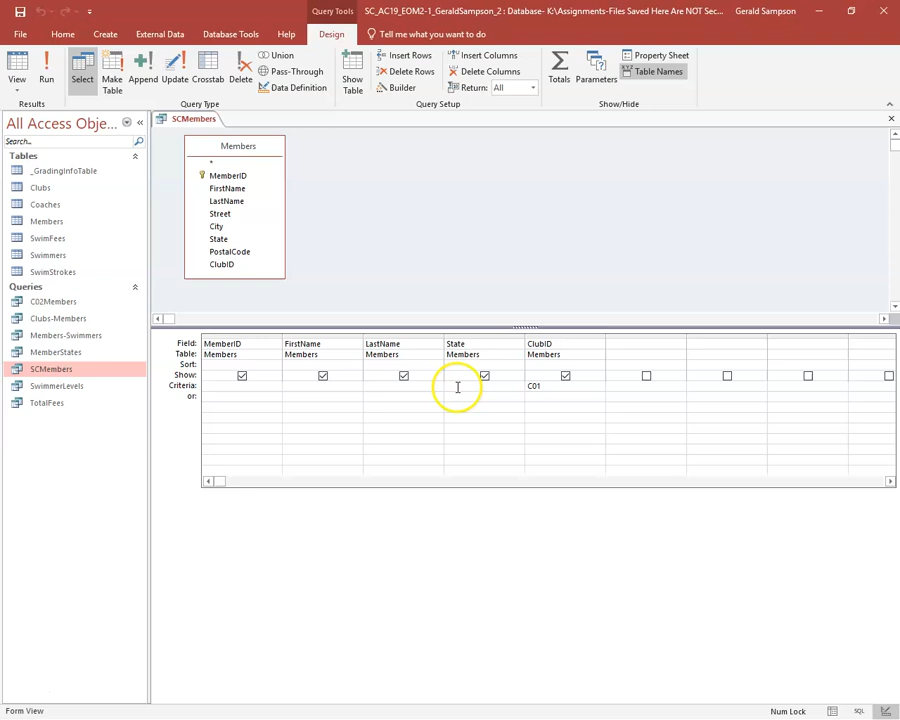 Query Tools
SC_AC19_EOM2-1_GeraldSampson_2 : Database- K:\Assignments-Files Saved Here Are NOT Sec...
Gerald Sampson
File
Home
Create
External Data
Database Tools
Help
Design
Tell me what you want to do
View
Run
Select
Make Table
Append
Update
Crosstab
Delete
Union
Pass-Through
Data Definition
Show Table
Insert Rows
Delete Rows
Builder
Insert Columns
Delete Columns
Return: All
Totals
Parameters
Property Sheet
Table Names
Results
Query Type
Query Setup
Show/Hide
All Access Obje...
Search...
Tables
_GradingInfoTable
Clubs
Coaches
Members
SwimFees
Swimmers
SwimStrokes
Queries
C02Members
Clubs-Members
Members-Swimmers
MemberStates
SCMembers
SwimmerLevels
TotalFees
SCMembers
Members
*
MemberID
FirstName
LastName
Street
City
State
PostalCode
ClubID
Field: MemberID FirstName LastName State ClubID
Table: Members Members Members Members Members
Sort:
Show:
Criteria: C01
or:
Form View
Num Lock
SQL